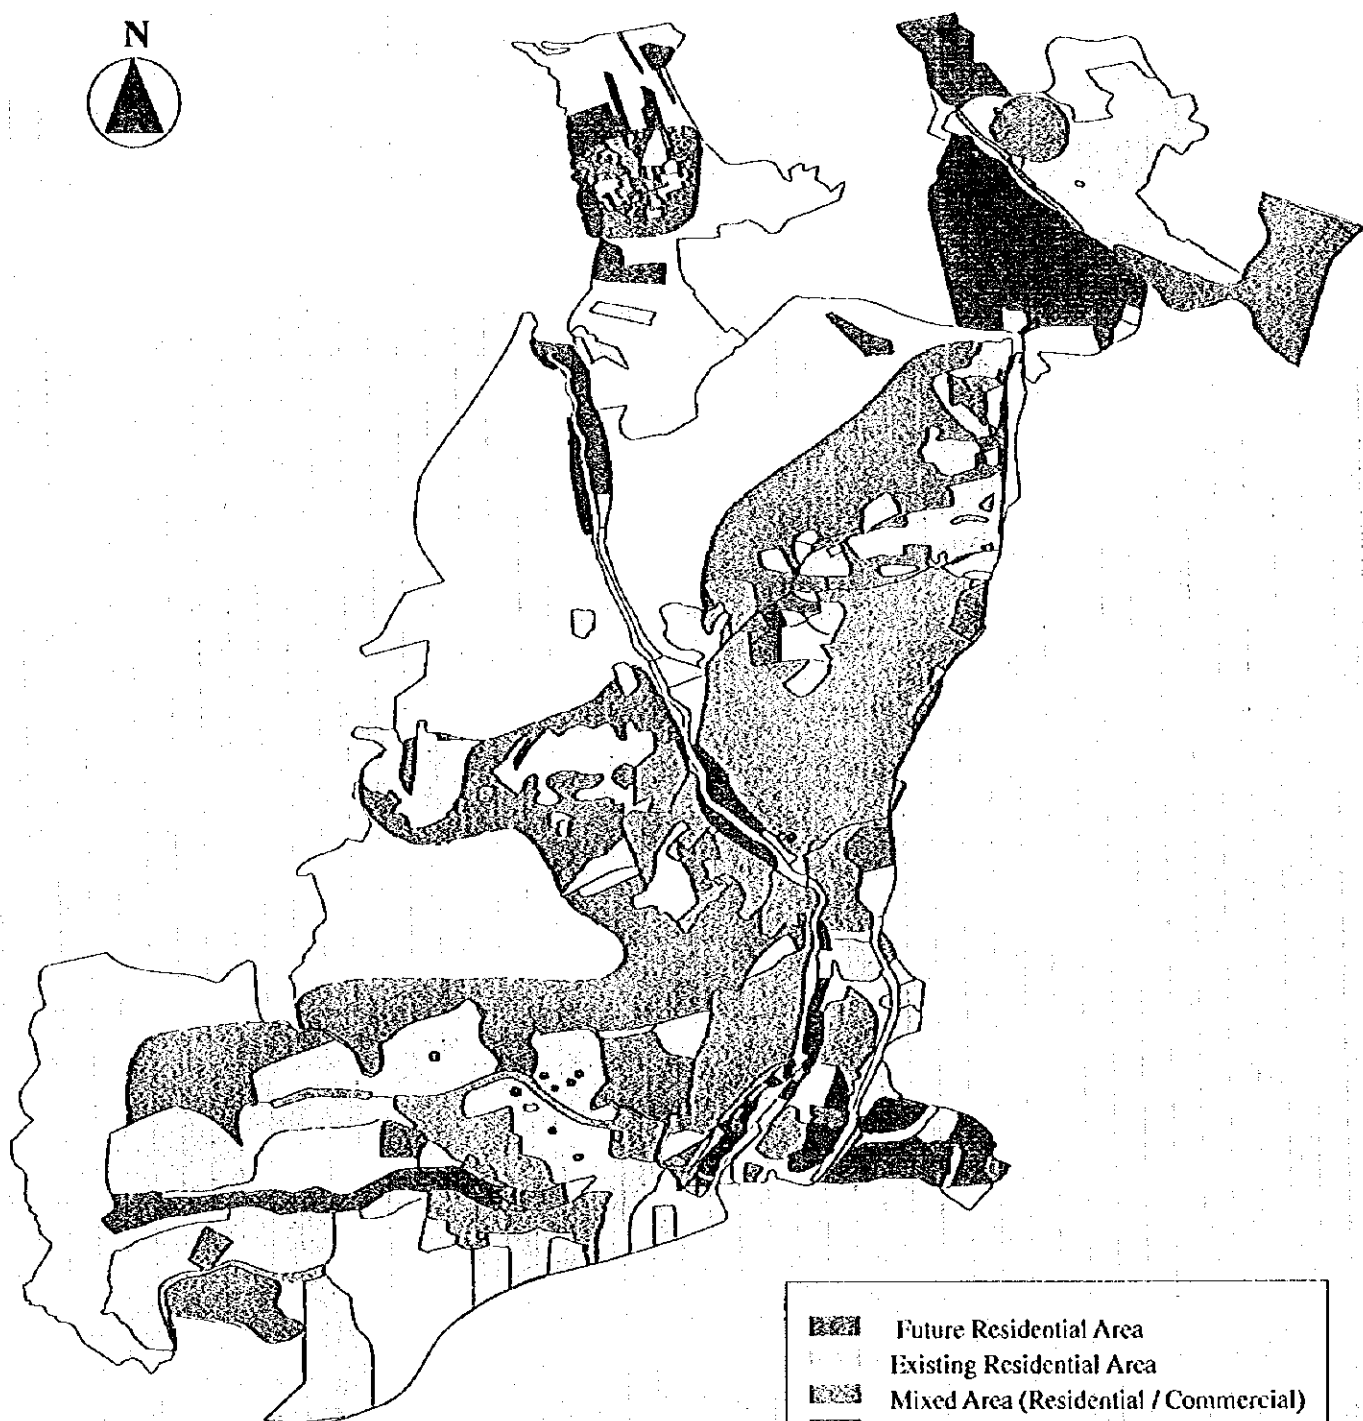 N
Future Residential Area
Existing Residential Area
Mixed Area (Residential / Commercial)